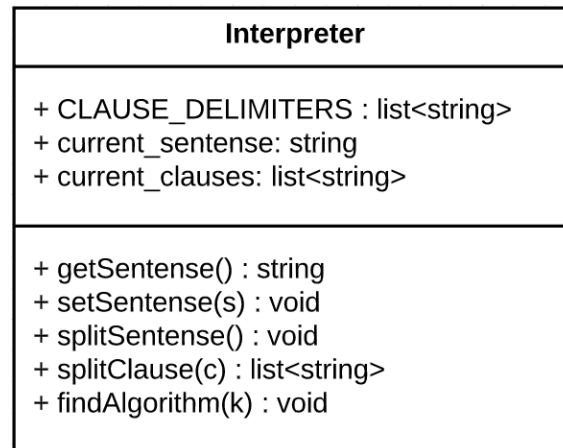 Interpreter
+ CLAUSE_DELIMITERS : list<string>
+ current_sentense: string
+ current_clauses: list<string>
+ getSentense() : string
+ setSentense(s) : void
+ splitSentense() : void
+ splitClause(c) : list<string>
+ findAlgorithm(k) : void